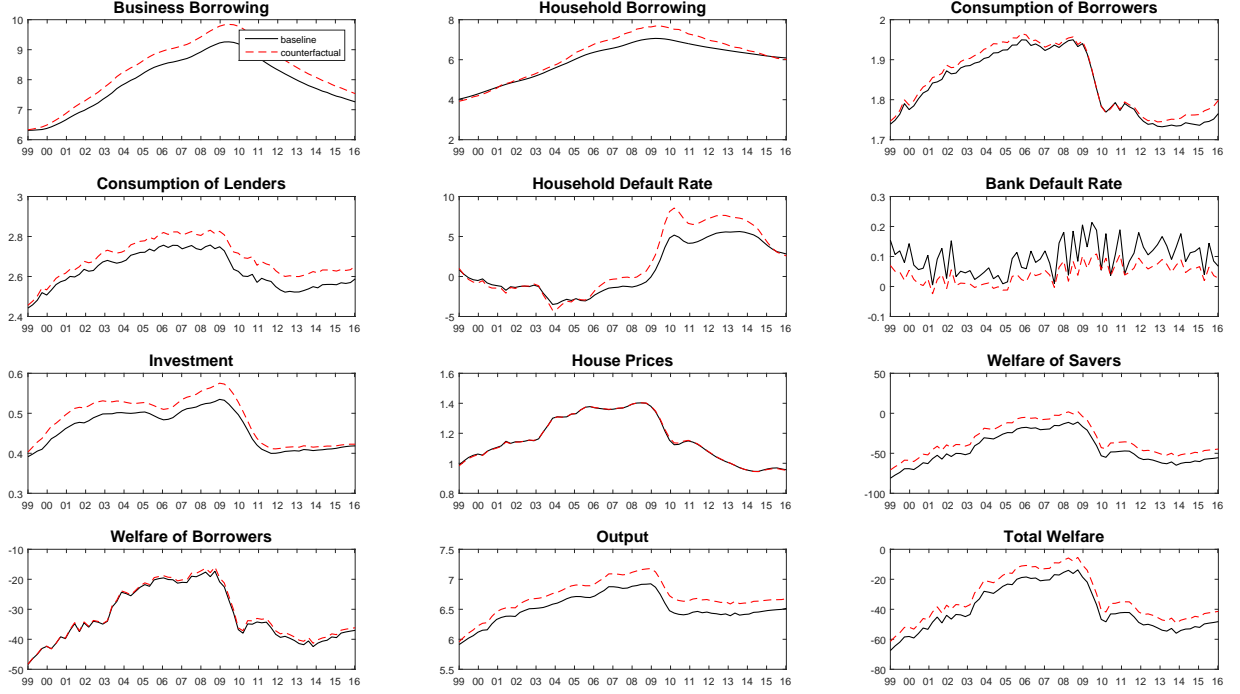 Business Borrowing
10
9
8
7
6
99 00 01 02 03 04 05 06 07 08 09 10 11 12 13 14 15 16
baseline
counterfactual
Household Borrowing
8
6
4
2
99 00 01 02 03 04 05 06 07 08 09 10 11 12 13 14 15 16
Consumption of Borrowers
2
1.9
1.8
1.7
99 00 01 02 03 04 05 06 07 08 09 10 11 12 13 14 15 16
Consumption of Lenders
3
2.8
2.6
2.4
99 00 01 02 03 04 05 06 07 08 09 10 11 12 13 14 15 16
Household Default Rate
10
5
0
-5
99 00 01 02 03 04 05 06 07 08 09 10 11 12 13 14 15 16
Bank Default Rate
0.3
0.2
0.1
0
-0.1
99 00 01 02 03 04 05 06 07 08 09 10 11 12 13 14 15 16
Investment
0.6
0.5
0.4
0.3
99 00 01 02 03 04 05 06 07 08 09 10 11 12 13 14 15 16
House Prices
1.6
1.4
1.2
1
0.8
99 00 01 02 03 04 05 06 07 08 09 10 11 12 13 14 15 16
Welfare of Savers
50
0
-50
-100
99 00 01 02 03 04 05 06 07 08 09 10 11 12 13 14 15 16
Welfare of Borrowers
-10
-20
-30
-40
-50
99 00 01 02 03 04 05 06 07 08 09 10 11 12 13 14 15 16
Output
7.5
7
6.5
6
5.5
99 00 01 02 03 04 05 06 07 08 09 10 11 12 13 14 15 16
Total Welfare
0
-20
-40
-60
-80
99 00 01 02 03 04 05 06 07 08 09 10 11 12 13 14 15 16